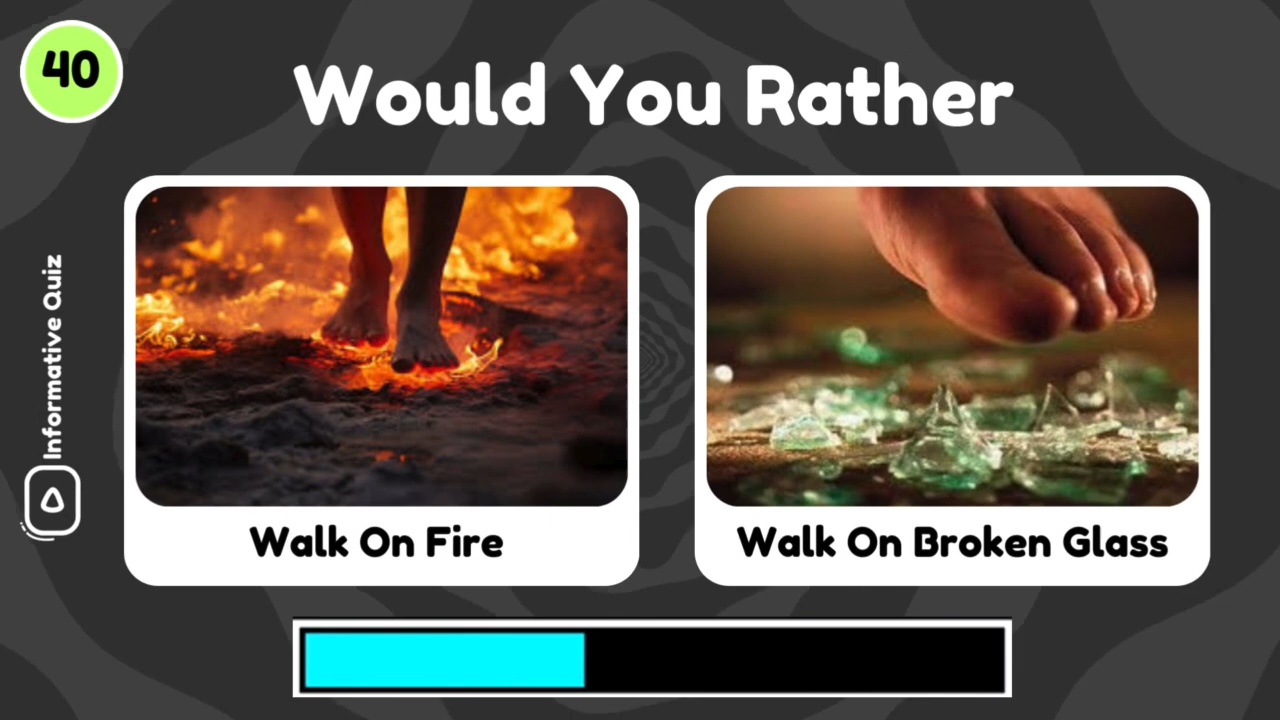 40
Would You Rather
Informative Quiz
Walk On Fire
Walk On Broken Glass